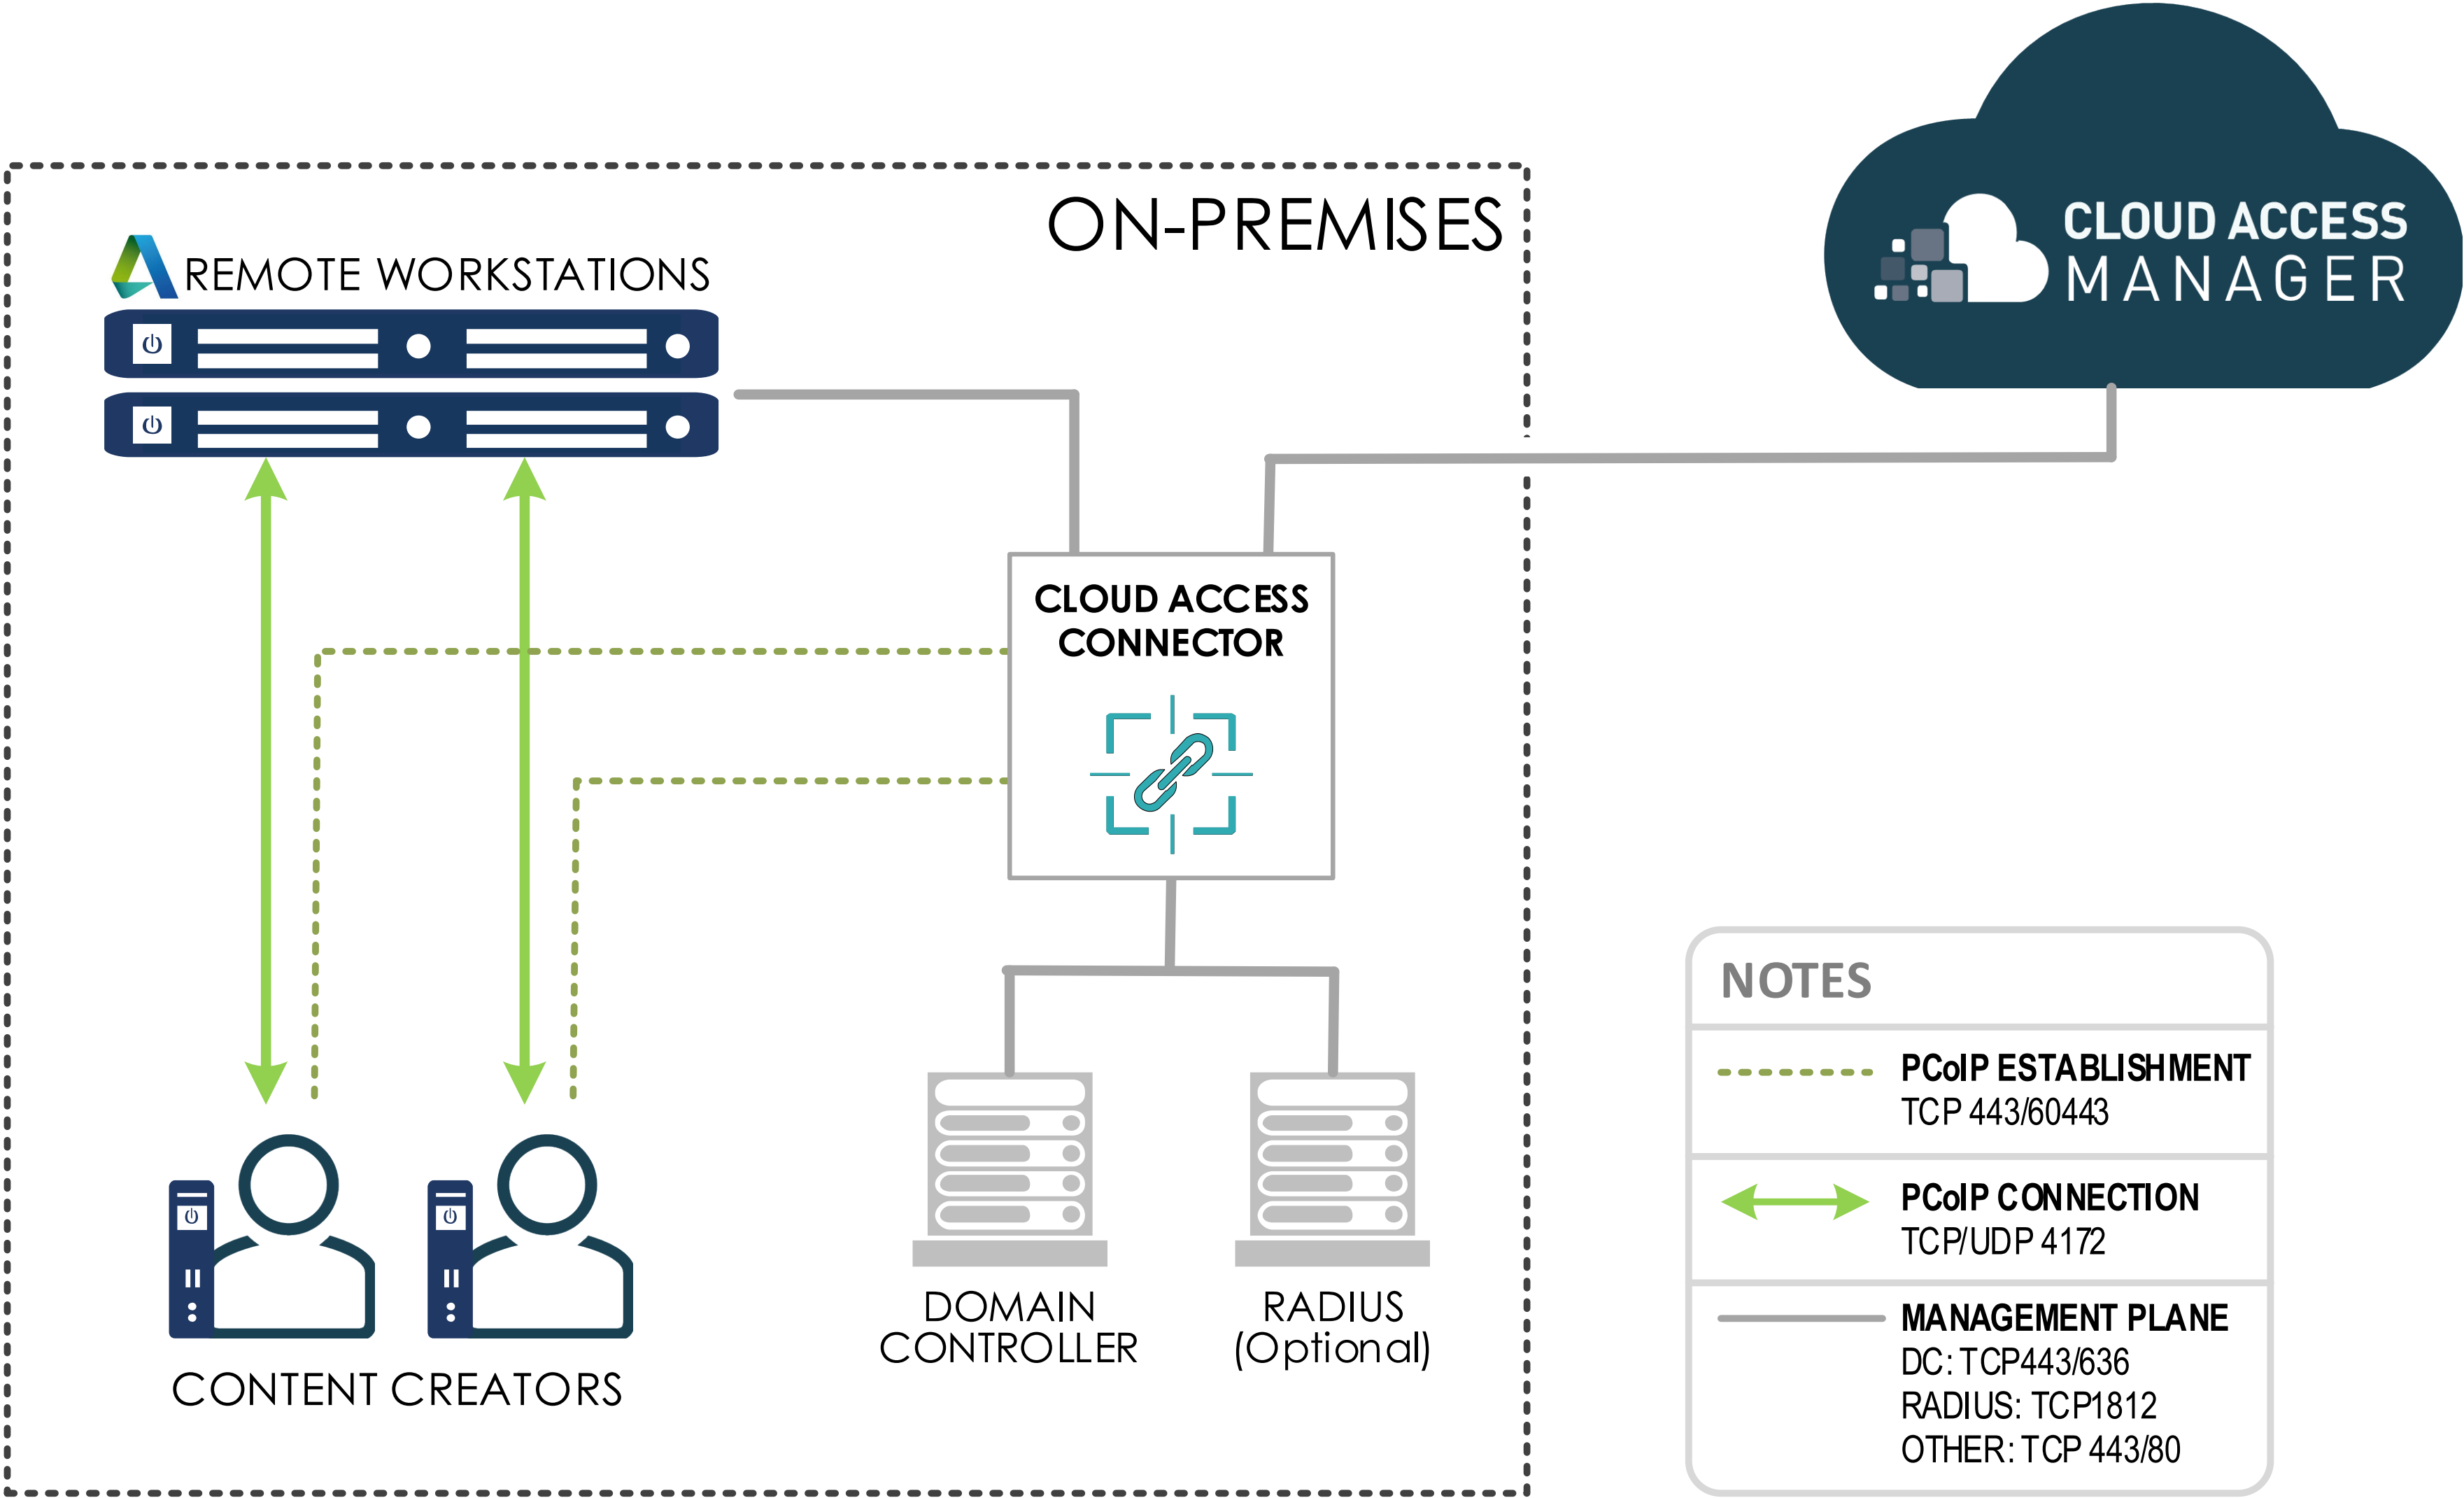 ON-PREMISES
REMOTE WORKSTATIONS
CLOUD ACCESS
MANAGER
CLOUD ACCESS
CONNECTOR
DOMAIN
CONTROLLER
RADIUS
(Optional)
CONTENT CREATORS
NOTES
PCoIP ESTABLISHMENT
TCP 443/60443
PCoIP CONNECTION
TCP/UDP 4172
MANAGEMENT PLANE
DC: TCP443/636
RADIUS: TCP1812
OTHER: TCP 443/80